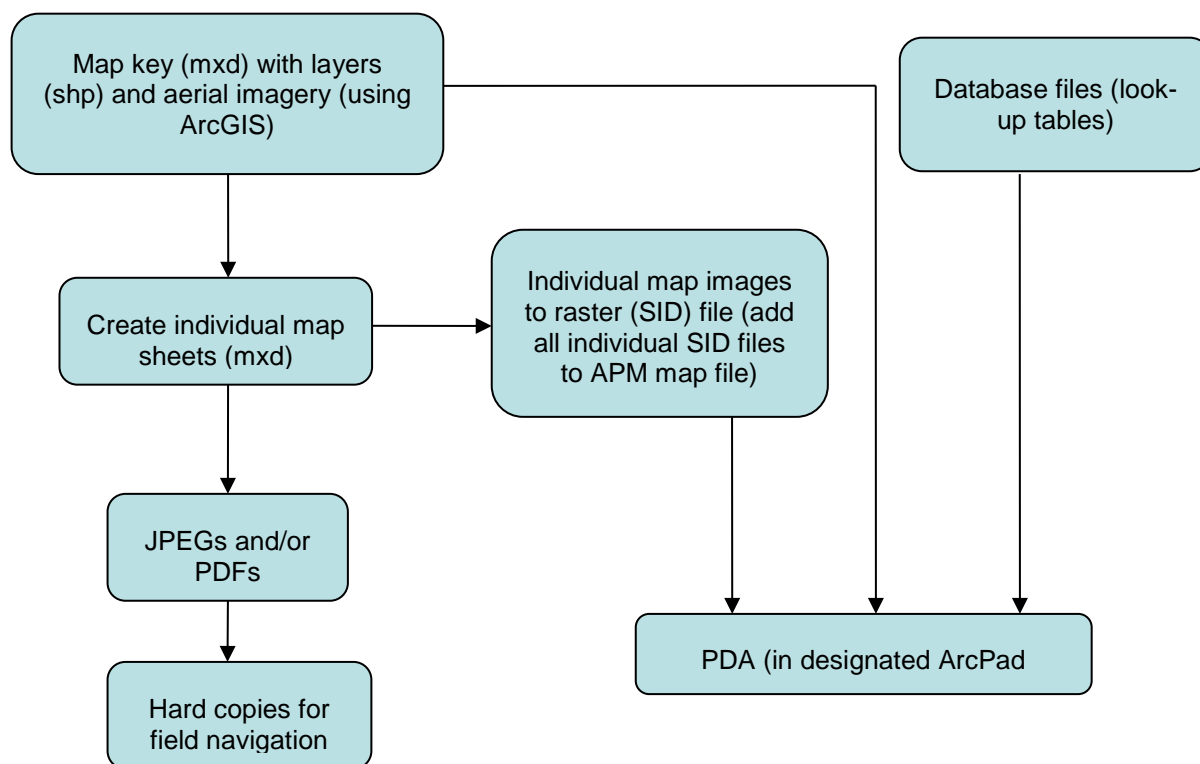 Map key (mxd) with layers
(shp) and aerial imagery (using
ArcGIS)
Database files (look-
up tables)
Create individual map
sheets (mxd)
Individual map images
to raster (SID) file (add
all individual SID files
to APM map file)
JPEGs and/or
PDFs
PDA (in designated ArcPad
Hard copies for
field navigation